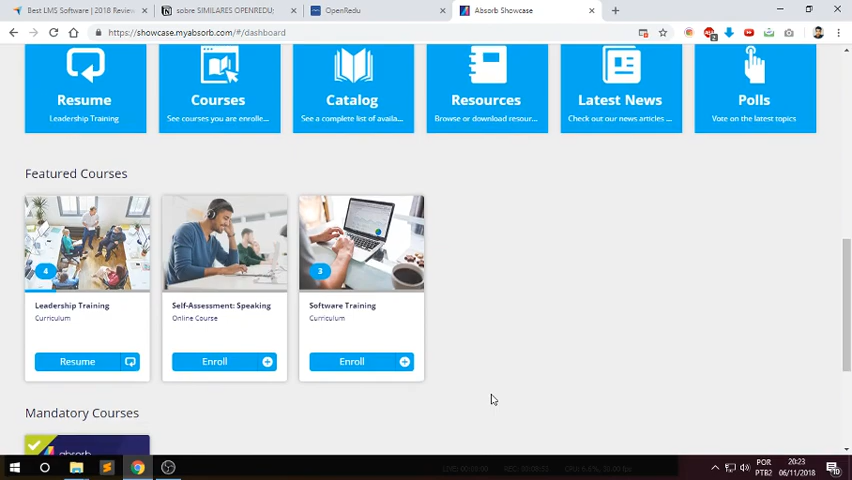 Best LMS Software | 2018 Review
sobre SIMILARES OPENREDU;
OpenRedu
Absorb Showcase
https://showcase.myabsorb.com/#/dashboard
Resume
Leadership Training
Courses
See courses you are enrolle...
Catalog
See a complete list of availa...
Resources
Browse or download resour...
Latest News
Check out our news articles ...
Polls
Vote on the latest topics
Featured Courses
4
Leadership Training
Curriculum
Resume
Self-Assessment: Speaking
Online Course
Enroll
3
Software Training
Curriculum
Enroll
Mandatory Courses
absorb
POR
PTB2
20:23
06/11/2018